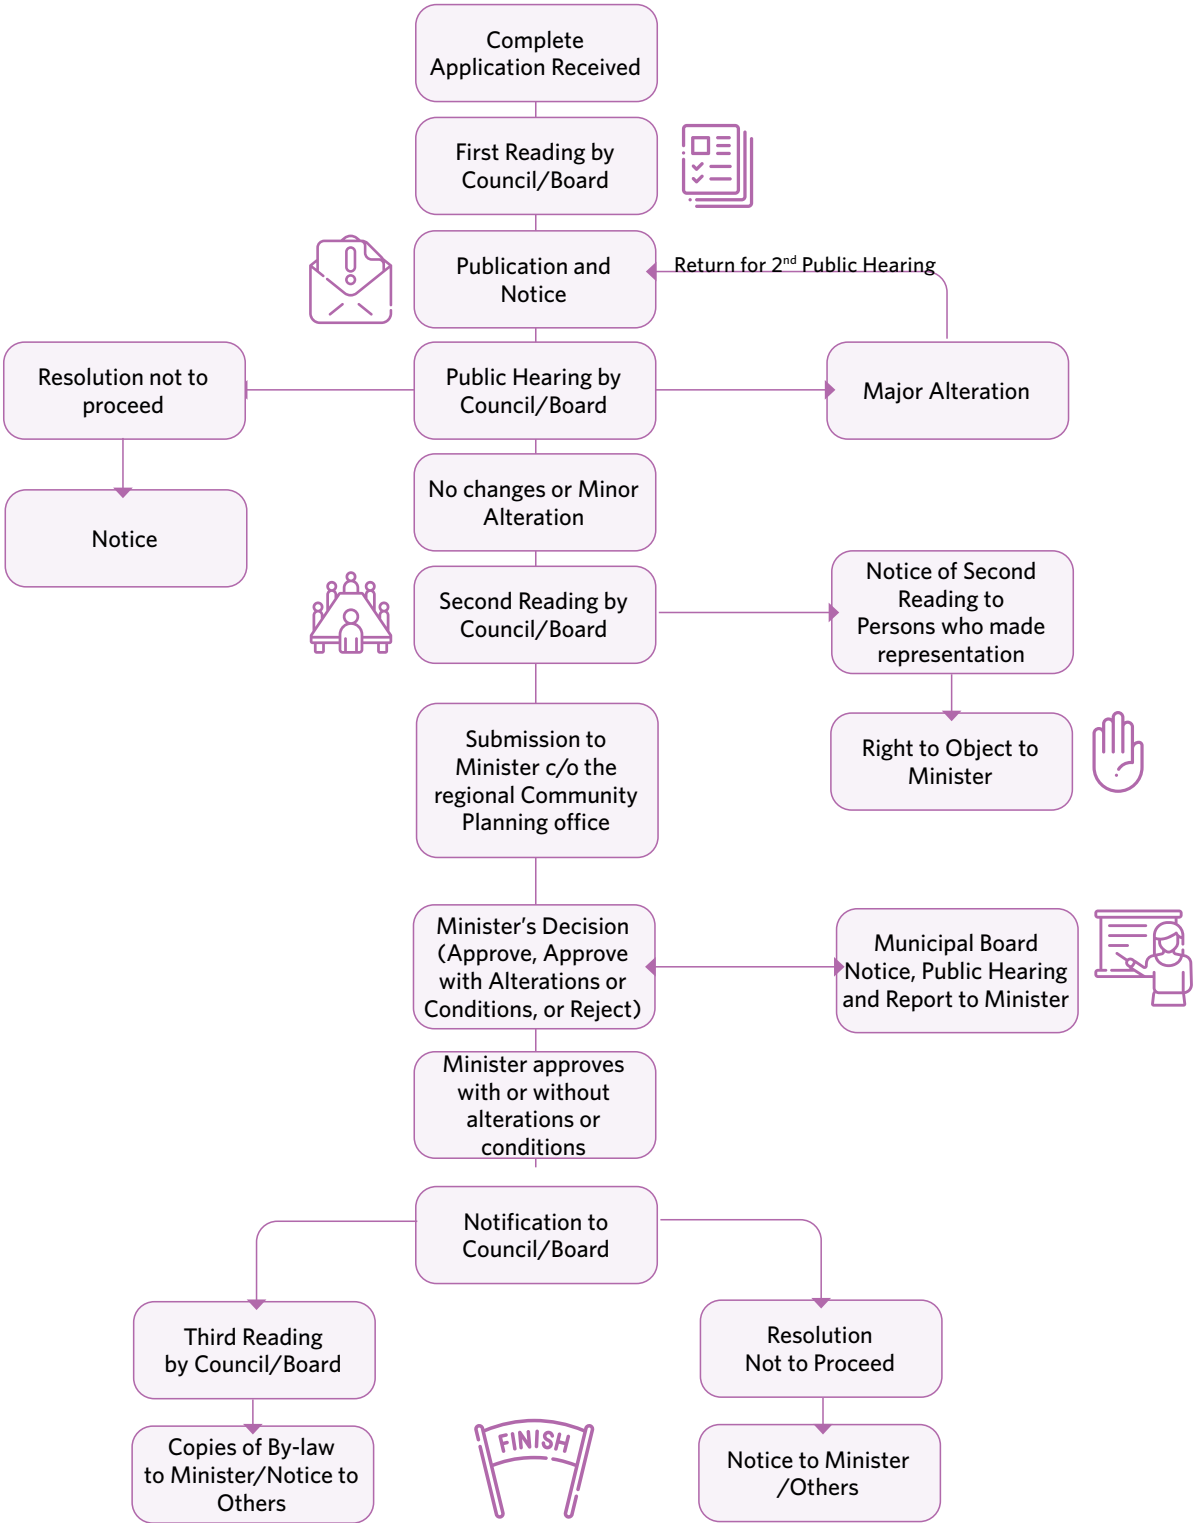 Complete
Application Received
First Reading by
Council/Board
Publication and
Notice
Return for 2nd Public Hearing
Resolution not to
proceed
Public Hearing by
Council/Board
Major Alteration
No changes or Minor
Alteration
Notice
Second Reading by
Council/Board
Notice of Second
Reading to
Persons who made
representation
Submission to
Minister c/o the
regional Community
Planning office
Right to Object to
Minister
Minister’s Decision
(Approve, Approve
with Alterations or
Conditions, or Reject)
Municipal Board
Notice, Public Hearing
and Report to Minister
Minister approves
with or without
alterations or
conditions
Notification to
Council/Board
Third Reading
by Council/Board
Resolution
Not to Proceed
Copies of By-law
to Minister/Notice to
Others
FINISH
Notice to Minister
/Others